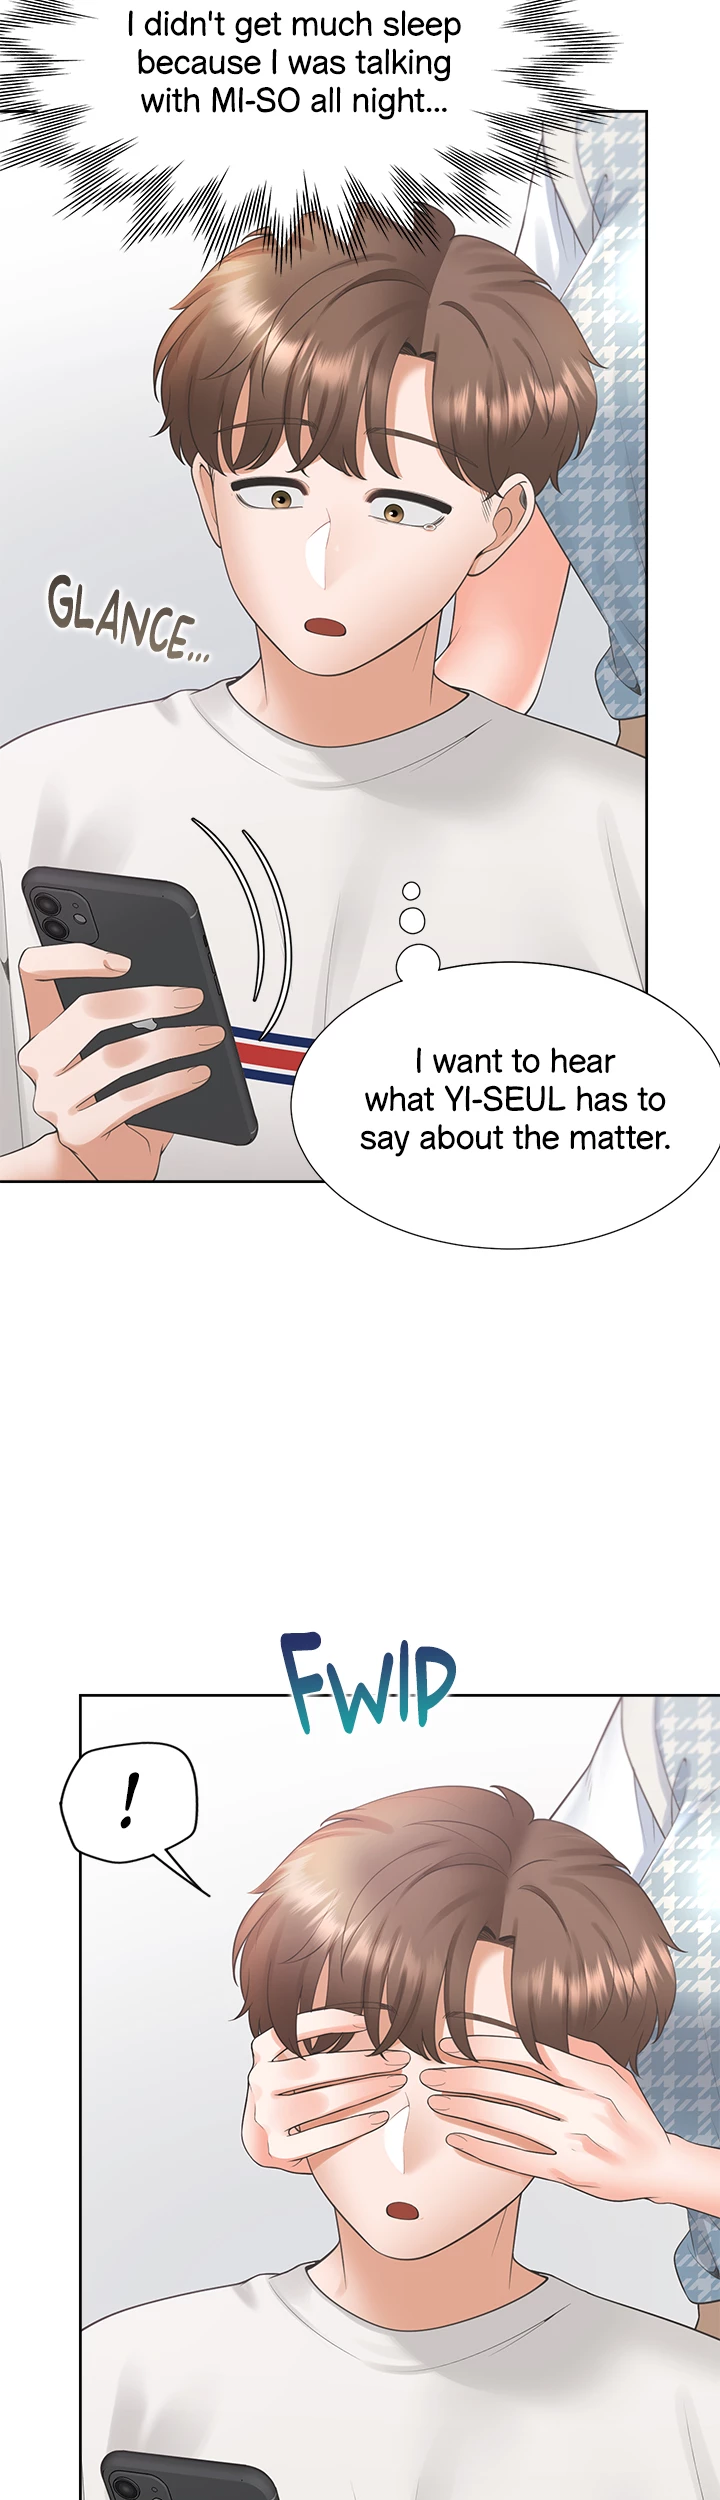 I didn't get much sleep
because I was talking
with MI-SO all night...
GLANCE...
I want to hear
what YI-SEUL has to
say about the matter.
FWIP
!